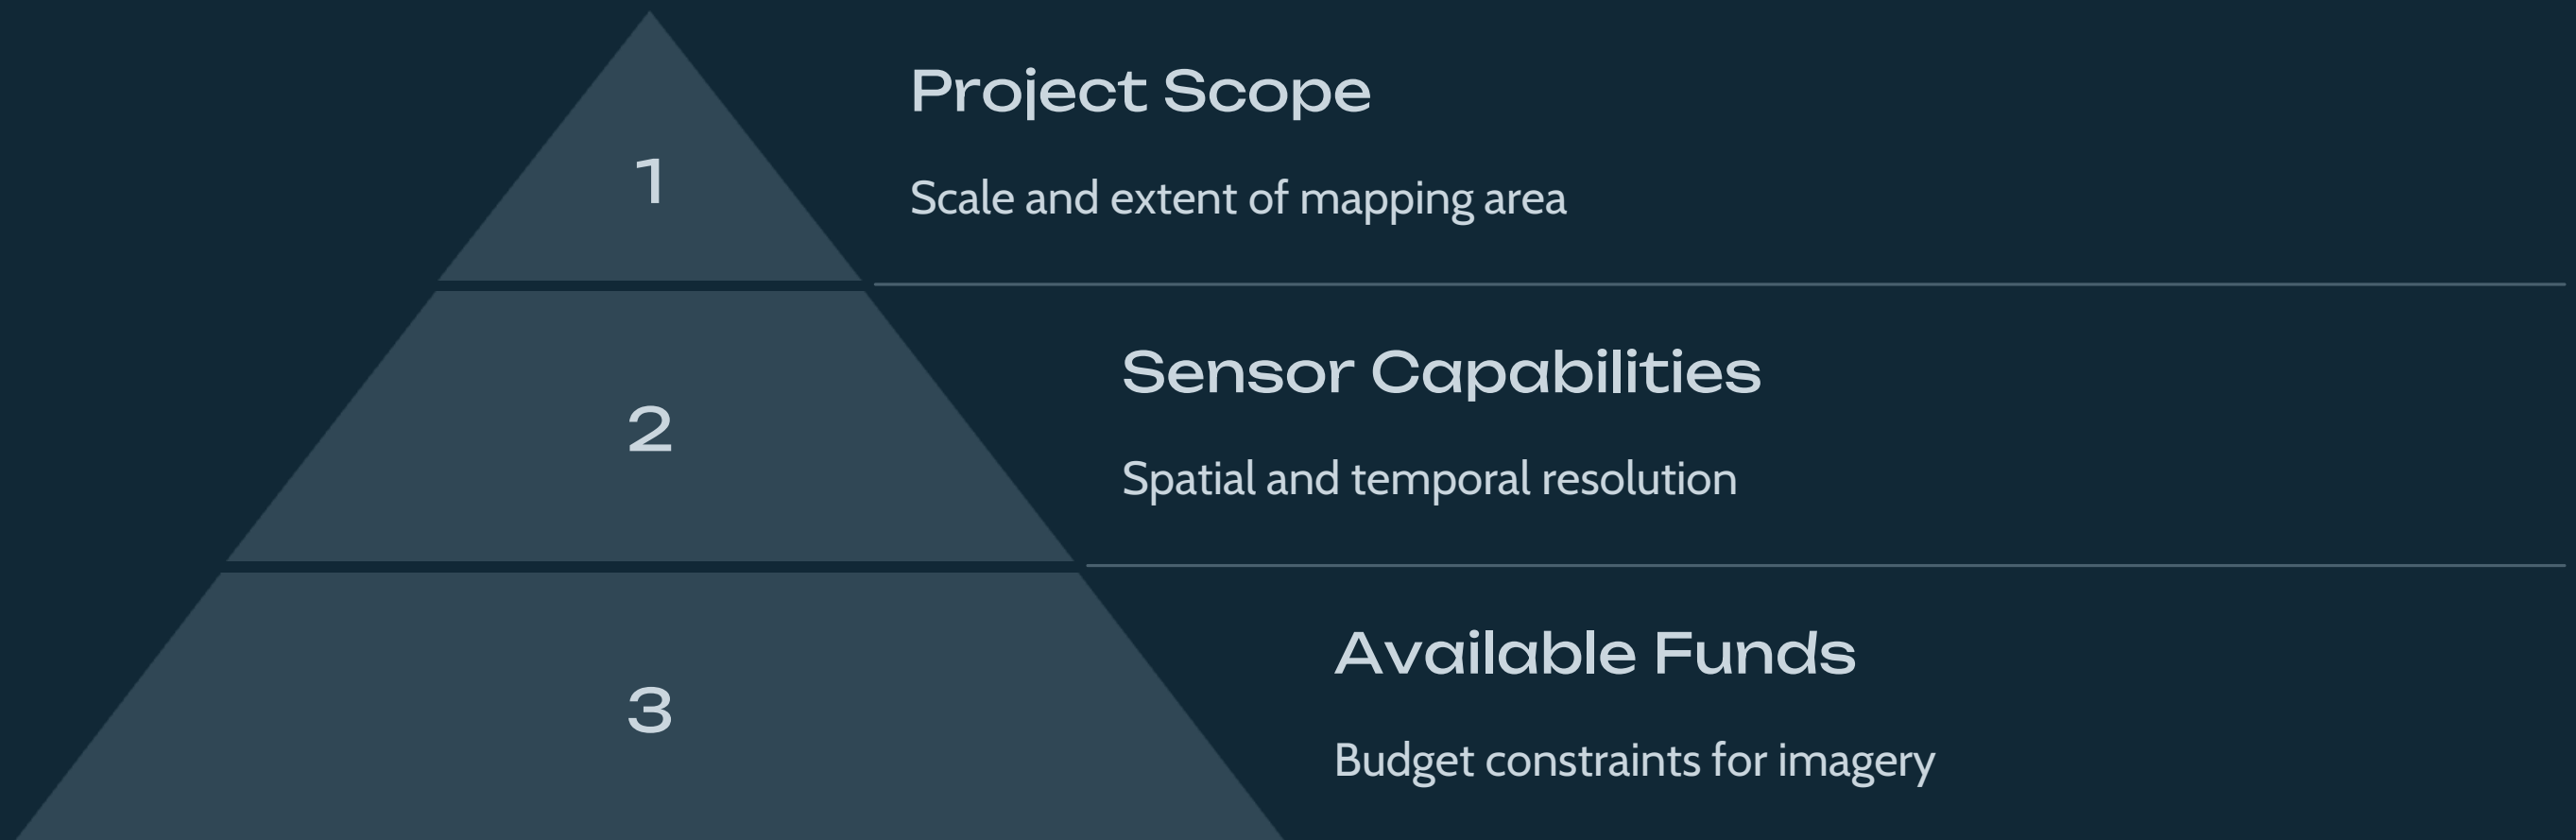 1
Project Scope
Scale and extent of mapping area
2
Sensor Capabilities
Spatial and temporal resolution
3
Available Funds
Budget constraints for imagery